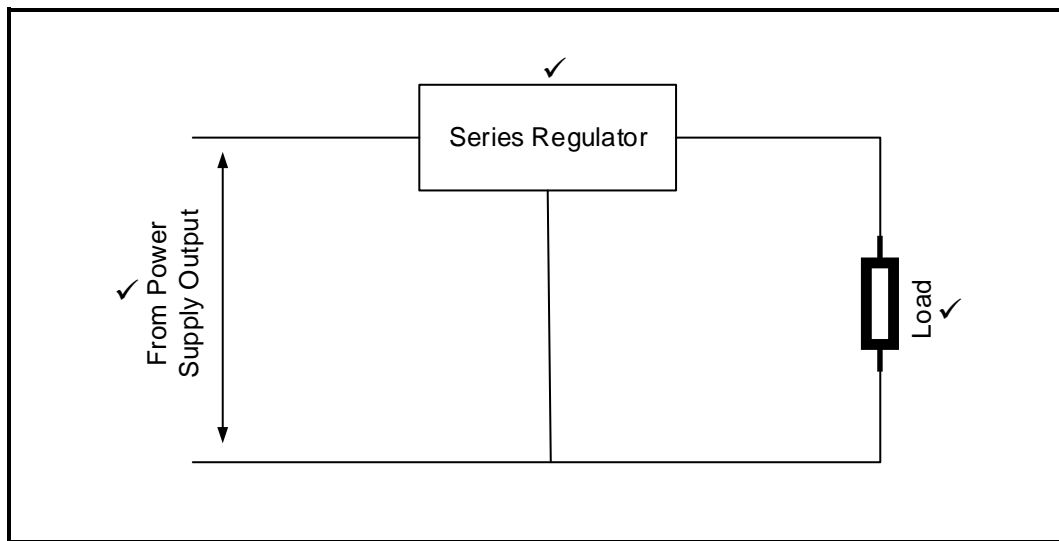 ✓
Series Regulator
✓ From Power
Supply Output
Load ✓